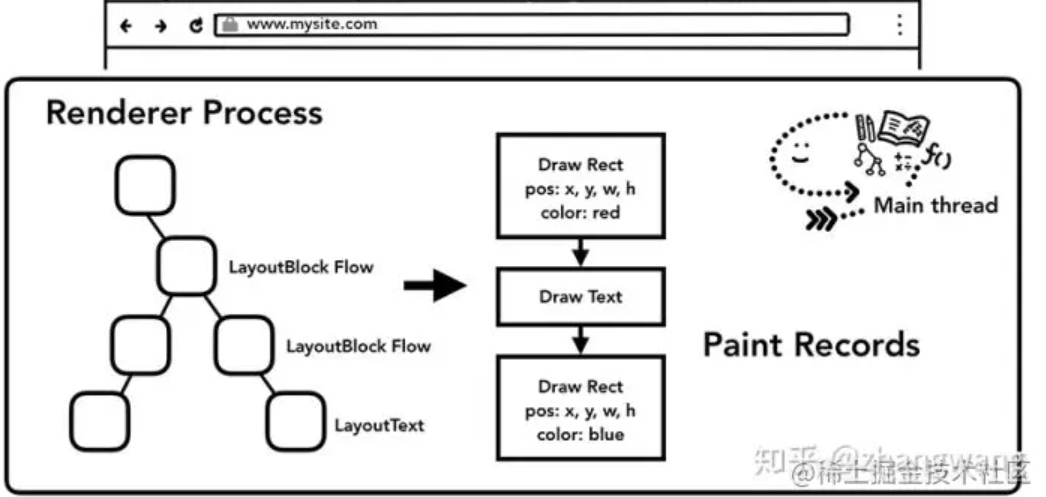 www.mysite.com
Renderer Process
LayoutBlock Flow
LayoutBlock Flow
LayoutText
Draw Rect
pos: x, y, w, h
color: red
Draw Text
Draw Rect
pos: x, y, w, h
color: blue
f()
Main thread
Paint Records
知乎 @zhangwang
@稀土掘金技术社区